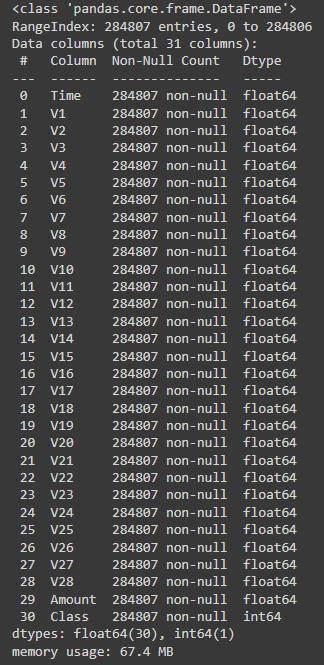 <class 'pandas.core.frame.DataFrame'>
RangeIndex: 284807 entries, 0 to 284806
Data columns (total 31 columns):
 #   Column  Non-Null Count   Dtype
---  ------  --------------   -----
 0   Time    284807 non-null  float64
 1   V1      284807 non-null  float64
 2   V2      284807 non-null  float64
 3   V3      284807 non-null  float64
 4   V4      284807 non-null  float64
 5   V5      284807 non-null  float64
 6   V6      284807 non-null  float64
 7   V7      284807 non-null  float64
 8   V8      284807 non-null  float64
 9   V9      284807 non-null  float64
 10  V10     284807 non-null  float64
 11  V11     284807 non-null  float64
 12  V12     284807 non-null  float64
 13  V13     284807 non-null  float64
 14  V14     284807 non-null  float64
 15  V15     284807 non-null  float64
 16  V16     284807 non-null  float64
 17  V17     284807 non-null  float64
 18  V18     284807 non-null  float64
 19  V19     284807 non-null  float64
 20  V20     284807 non-null  float64
 21  V21     284807 non-null  float64
 22  V22     284807 non-null  float64
 23  V23     284807 non-null  float64
 24  V24     284807 non-null  float64
 25  V25     284807 non-null  float64
 26  V26     284807 non-null  float64
 27  V27     284807 non-null  float64
 28  V28     284807 non-null  float64
 29  Amount  284807 non-null  float64
 30  Class   284807 non-null  int64
dtypes: float64(30), int64(1)
memory usage: 67.4 MB